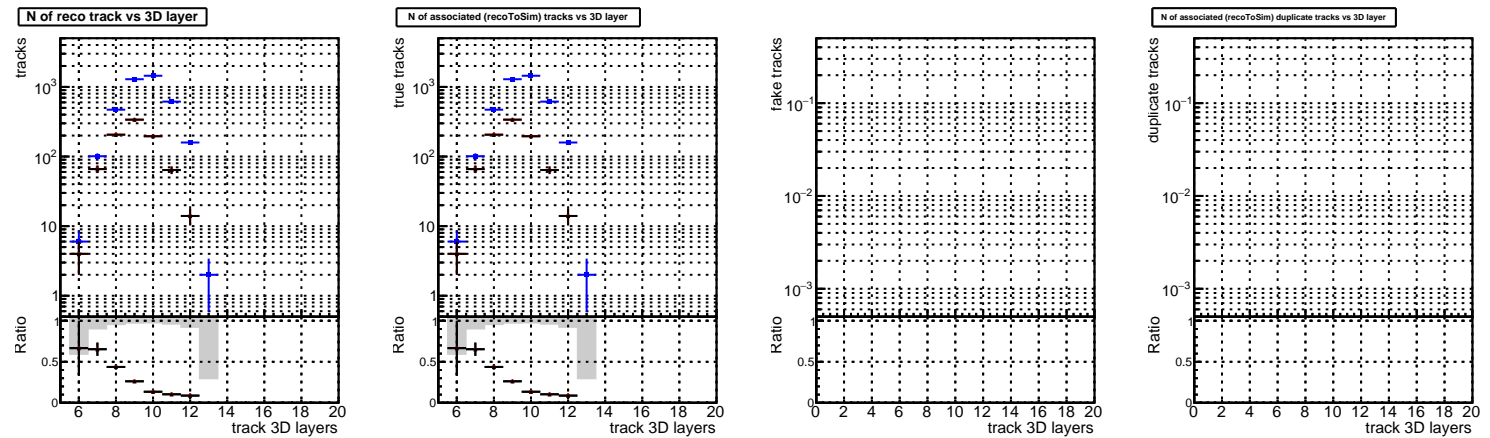 N of reco track vs 3D layer
tracks
10³
10²
10
1
Ratio
1
0.5
0
6 8 10 12 14 16 18 20
track 3D layers
N of associated (recoToSim) tracks vs 3D layer
true tracks
10³
10²
10
1
Ratio
1
0.5
0
6 8 10 12 14 16 18 20
track 3D layers
fake tracks
10⁻¹
10⁻²
10⁻³
Ratio
1
0.5
0
0 2 4 6 8 10 12 14 16 18 20
track 3D layers
N of associated (recoToSim) duplicate tracks vs 3D layer
duplicate tracks
10⁻¹
10⁻²
10⁻³
Ratio
1
0.5
0
0 2 4 6 8 10 12 14 16 18 20
track 3D layers